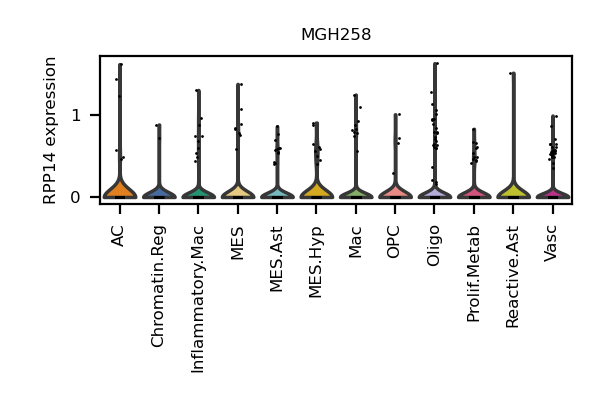 MGH258
RPP14 expression
1
0
AC
Chromatin.Reg
Inflammatory.Mac
MES
MES.Ast
MES.Hyp
Mac
OPC
Oligo
Prolif.Metab
Reactive.Ast
Vasc